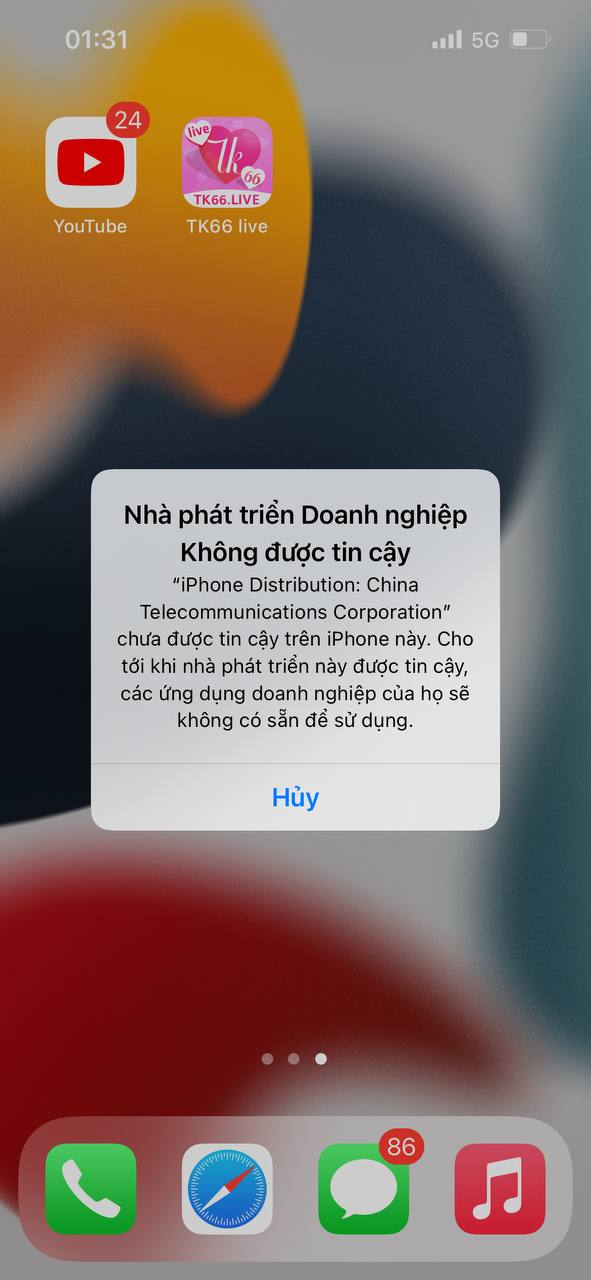 01:31
5G
24
live
Tk
66
TK66.LIVE
YouTube
TK66 live
Nhà phát triển Doanh nghiệp
Không được tin cậy
“iPhone Distribution: China
Telecommunications Corporation”
chưa được tin cậy trên iPhone này. Cho
tới khi nhà phát triển này được tin cậy,
các ứng dụng doanh nghiệp của họ sẽ
không có sẵn để sử dụng.
Hủy
86